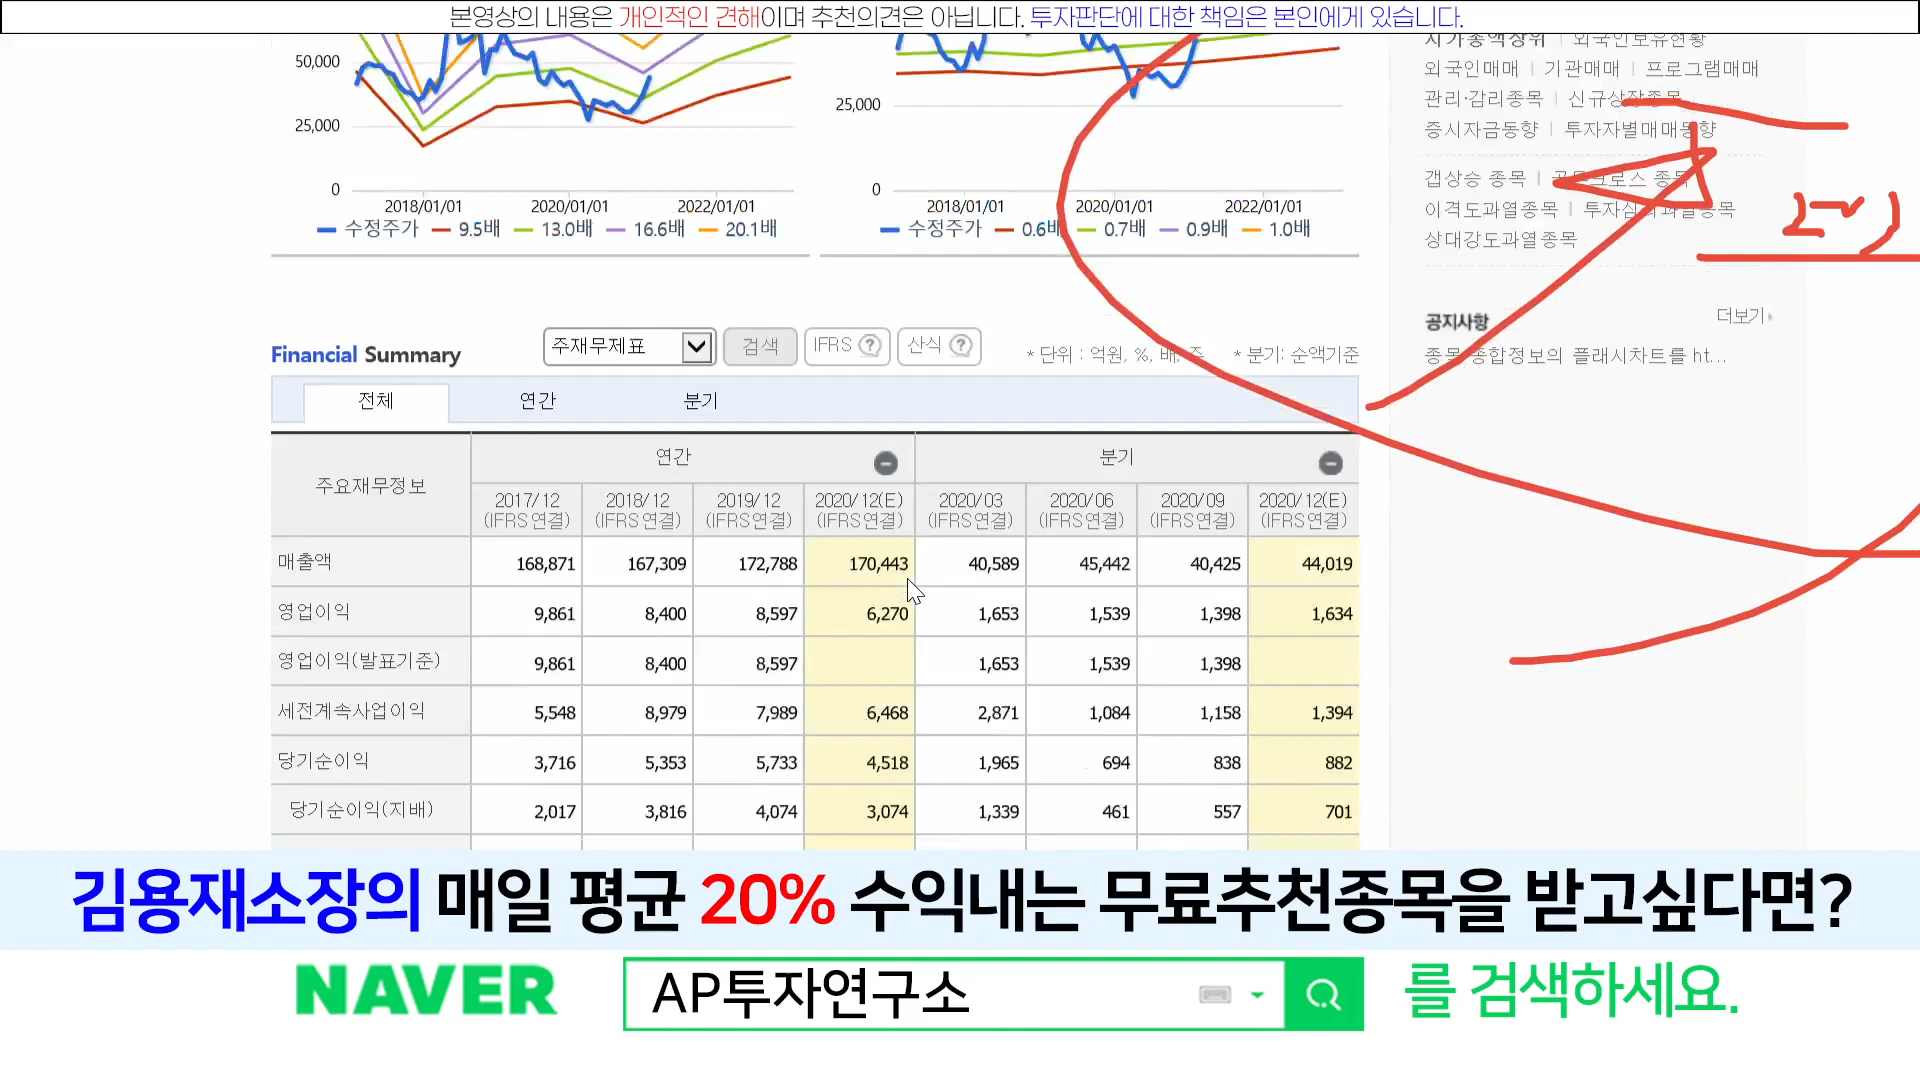 본영상의 내용은 개인적인 견해이며 추천의견은 아닙니다. 투자판단에 대한 책임은 본인에게 있습니다.
50,000
25,000
0
2018/01/01 2020/01/01 2022/01/01
수정주가 9.5배 13.0배 16.6배 20.1배
25,000
0
2018/01/01 2020/01/01 2022/01/01
수정주가 0.6배 0.7배 0.9배 1.0배
시가총액상위 외국인보유현황
외국인매매 기관매매 프로그램매매
관리·감리종목 신규상장종목
증시자금동향 투자자별매매동향
갭상승 종목 골든크로스 종목
이격도과열종목 투자심리과열종목
상대강도과열종목
공지사항 더보기
종목 종합정보의 플래시차트를 ht...
Financial Summary 주재무제표 검색 IFRS ? 산식 ? * 단위 : 억원, %, 배, 주 * 분기: 순액기준
전체 연간 분기
주요재무정보 연간 분기
2017/12 2018/12 2019/12 2020/12(E) 2020/03 2020/06 2020/09 2020/12(E)
(IFRS연결) (IFRS연결) (IFRS연결) (IFRS연결) (IFRS연결) (IFRS연결) (IFRS연결) (IFRS연결)
매출액 168,871 167,309 172,788 170,443 40,589 45,442 40,425 44,019
영업이익 9,861 8,400 8,597 6,270 1,653 1,539 1,398 1,634
영업이익(발표기준) 9,861 8,400 8,597 1,653 1,539 1,398
세전계속사업이익 5,548 8,979 7,989 6,468 2,871 1,084 1,158 1,394
당기순이익 3,716 5,353 5,733 4,518 1,965 694 838 882
당기순이익(지배) 2,017 3,816 4,074 3,074 1,339 461 557 701
김용재소장의 매일 평균 20% 수익내는 무료추천종목을 받고싶다면?
NAVER AP투자연구소 를 검색하세요.